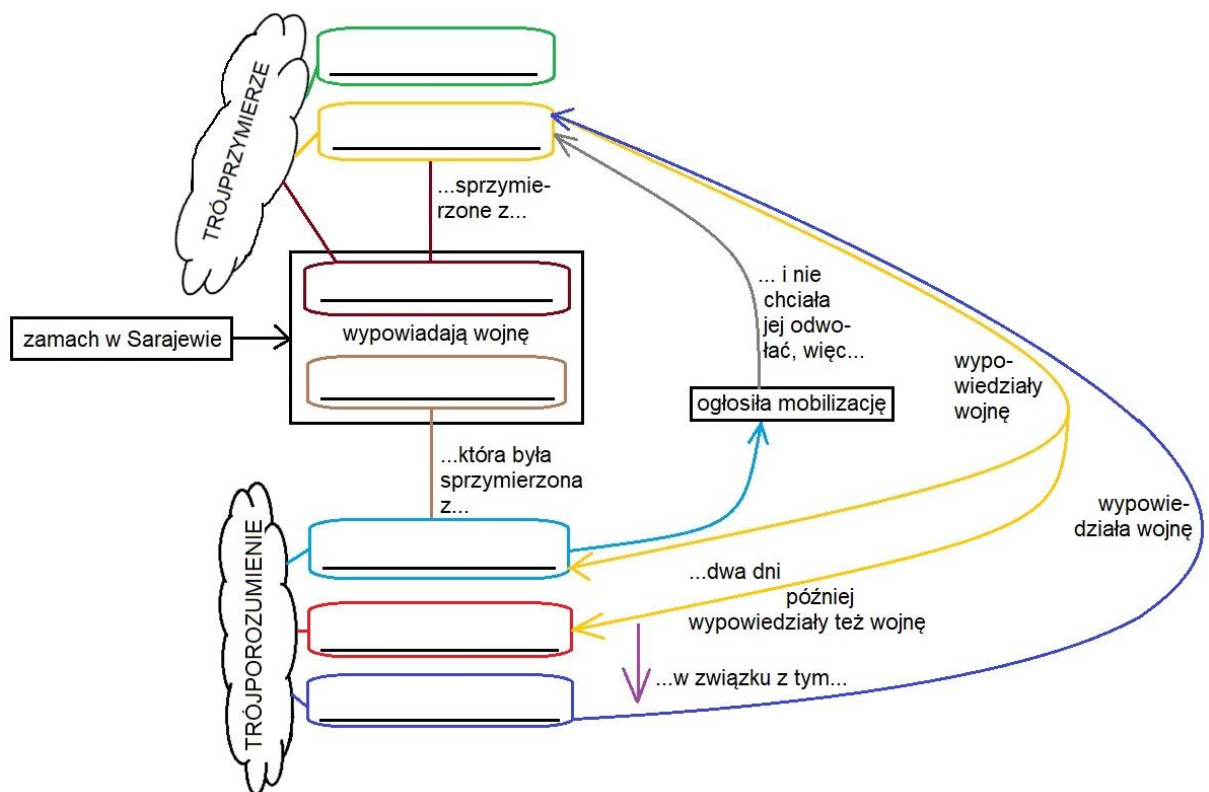 TRÓJPRZYMIERZE
...sprzymie-
rzone z...
zamach w Sarajewie
wypowiadają wojnę
... i nie
chciała
jej odwo-
łać, więc...
ogłosiła mobilizację
wypo-
wiedziały
wojnę
...która była
sprzymierzona
z...
TRÓJPOROZUMIENIE
wypowie-
działa wojnę
...dwa dni
później
wypowiedziały też wojnę
...w związku z tym...